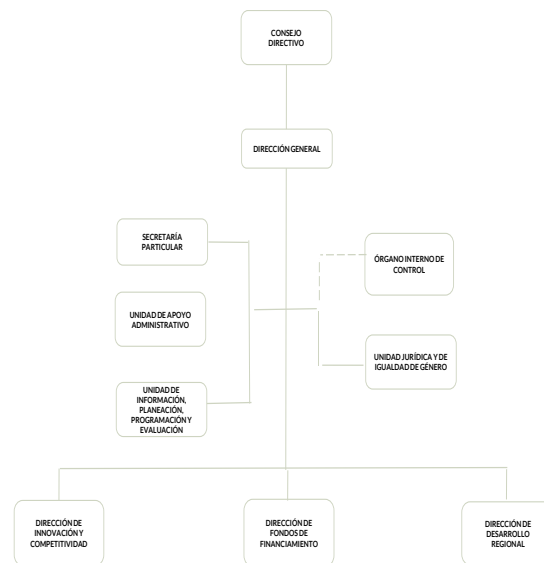 CONSEJO
DIRECTIVO
DIRECCIÓN GENERAL
SECRETARÍA
PARTICULAR
ÓRGANO INTERNO DE
CONTROL
UNIDAD DE APOYO
ADMINISTRATIVO
UNIDAD JURÍDICA Y DE
IGUALDAD DE GÉNERO
UNIDAD DE
INFORMACIÓN,
PLANEACIÓN,
PROGRAMACIÓN Y
EVALUACIÓN
DIRECCIÓN DE
INNOVACIÓN Y
COMPETITIVIDAD
DIRECCIÓN DE
FONDOS DE
FINANCIAMIENTO
DIRECCIÓN DE
DESARROLLO
REGIONAL